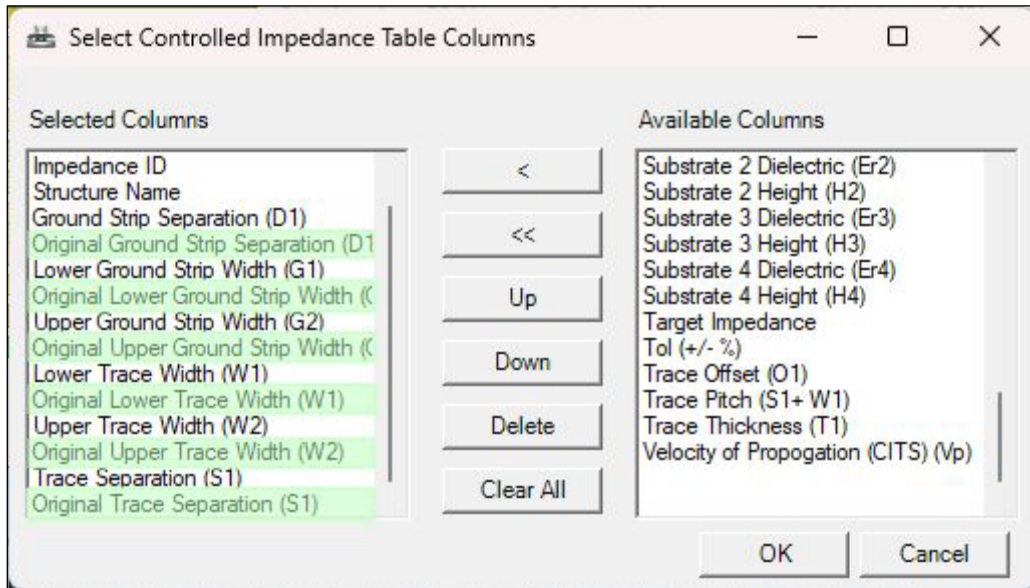 Select Controlled Impedance Table Columns
Selected Columns
Impedance ID
Structure Name
Ground Strip Separation (D1)
Original Ground Strip Separation (D1
Lower Ground Strip Width (G1)
Original Lower Ground Strip Width (
Upper Ground Strip Width (G2)
Original Upper Ground Strip Width (
Lower Trace Width (W1)
Original Lower Trace Width (W1)
Upper Trace Width (W2)
Original Upper Trace Width (W2)
Trace Separation (S1)
Original Trace Separation (S1)
<
<<
Up
Down
Delete
Clear All
Available Columns
Substrate 2 Dielectric (Er2)
Substrate 2 Height (H2)
Substrate 3 Dielectric (Er3)
Substrate 3 Height (H3)
Substrate 4 Dielectric (Er4)
Substrate 4 Height (H4)
Target Impedance
Tol (+/- %)
Trace Offset (O1)
Trace Pitch (S1+ W1)
Trace Thickness (T1)
Velocity of Propogation (CITS) (Vp)
OK
Cancel